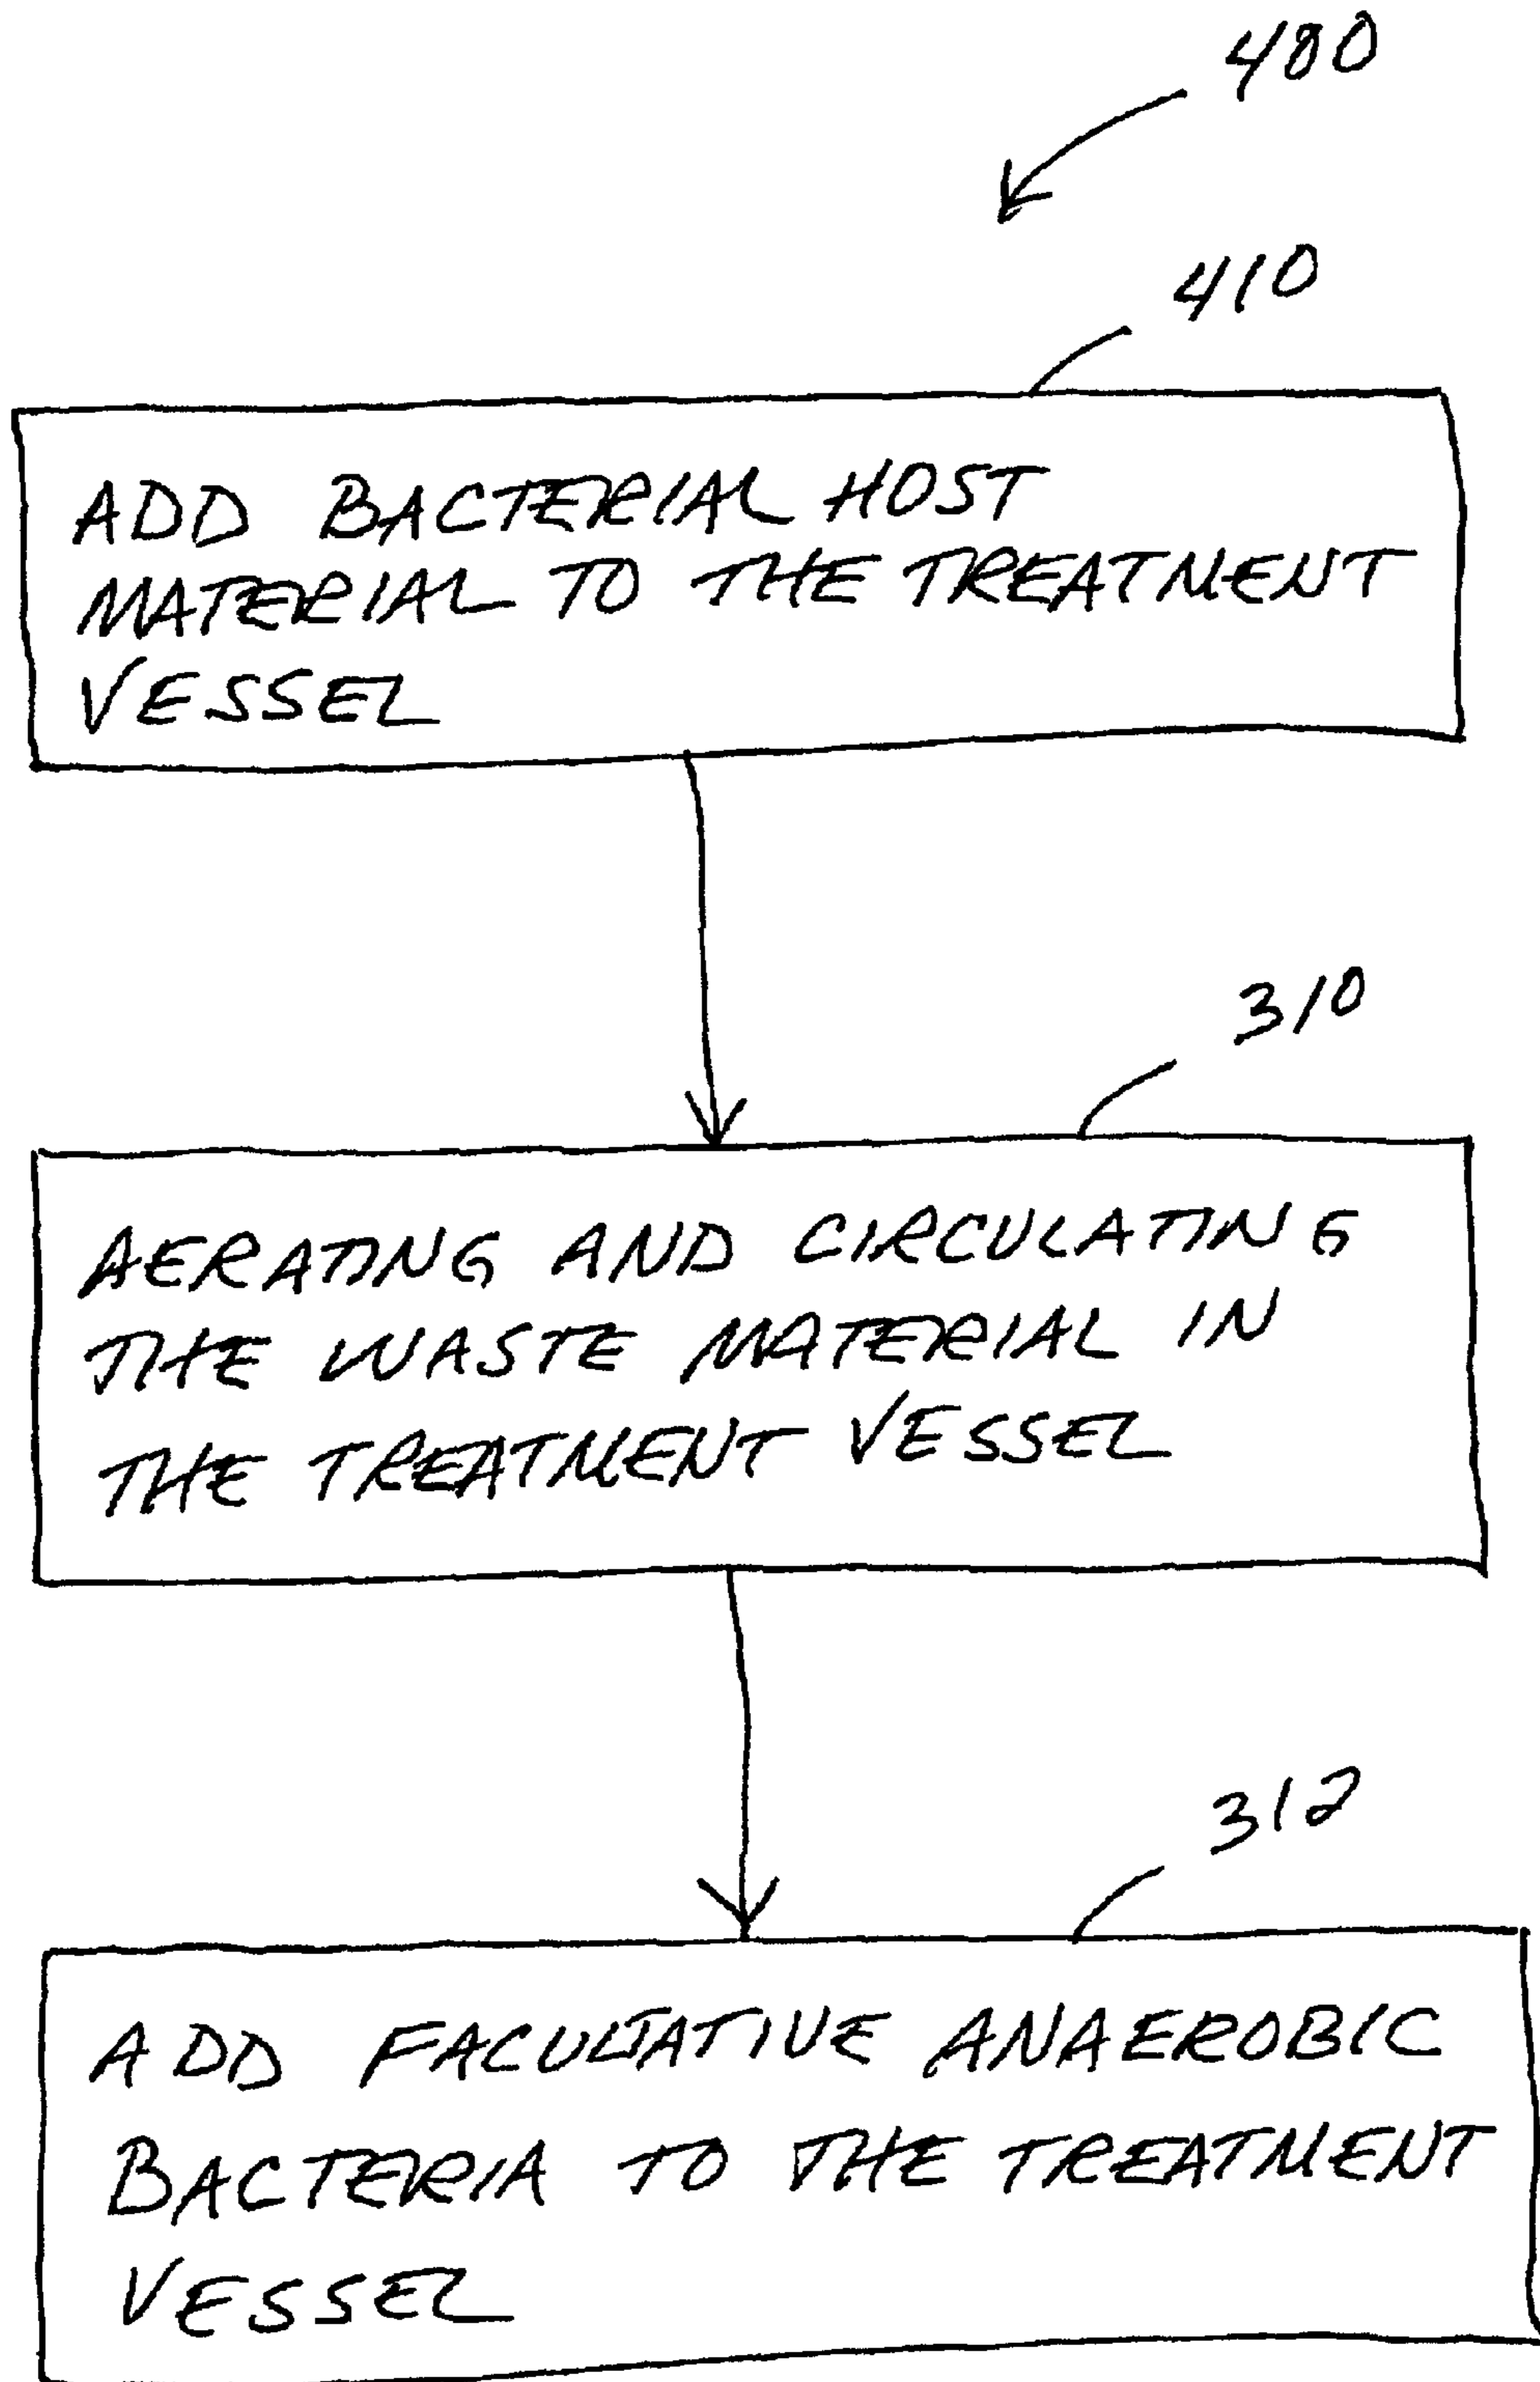 400
410
ADD BACTERIAL HOST
MATERIAL TO THE TREATMENT
VESSEL
310
AERATING AND CIRCULATING
THE WASTE MATERIAL IN
THE TREATMENT VESSEL
312
ADD FACULTATIVE ANAEROBIC
BACTERIA TO THE TREATMENT
VESSEL